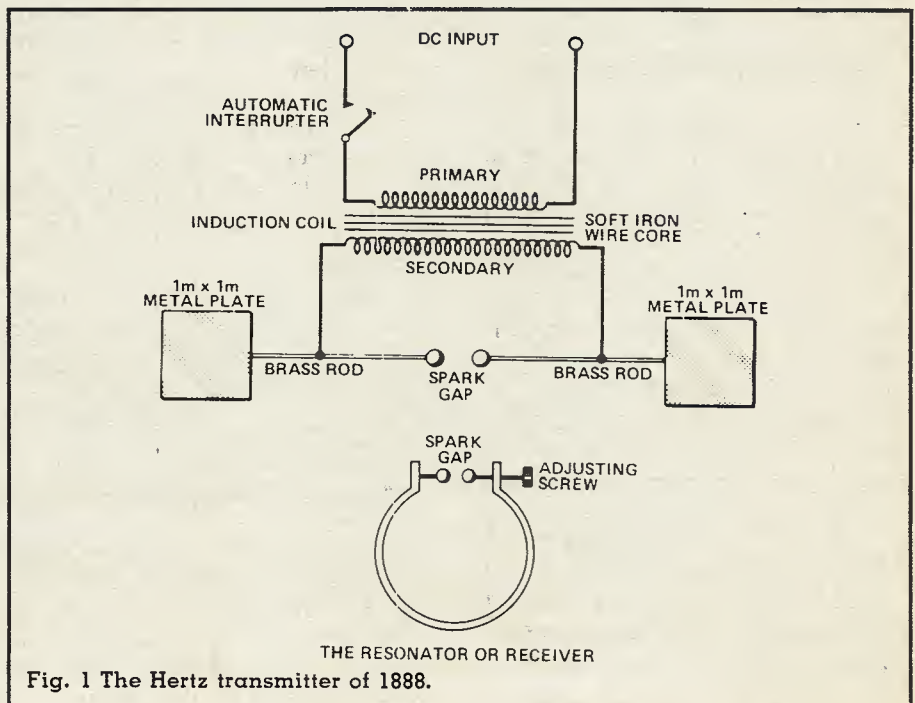 DC INPUT
AUTOMATIC
INTERRUPTER
PRIMARY
INDUCTION COIL
SOFT IRON
WIRE CORE
SECONDARY
1m x 1m
METAL PLATE
1m x 1m
METAL PLATE
BRASS ROD
SPARK
GAP
BRASS ROD
SPARK
GAP
ADJUSTING
SCREW
THE RESONATOR OR RECEIVER
Fig. 1 The Hertz transmitter of 1888.